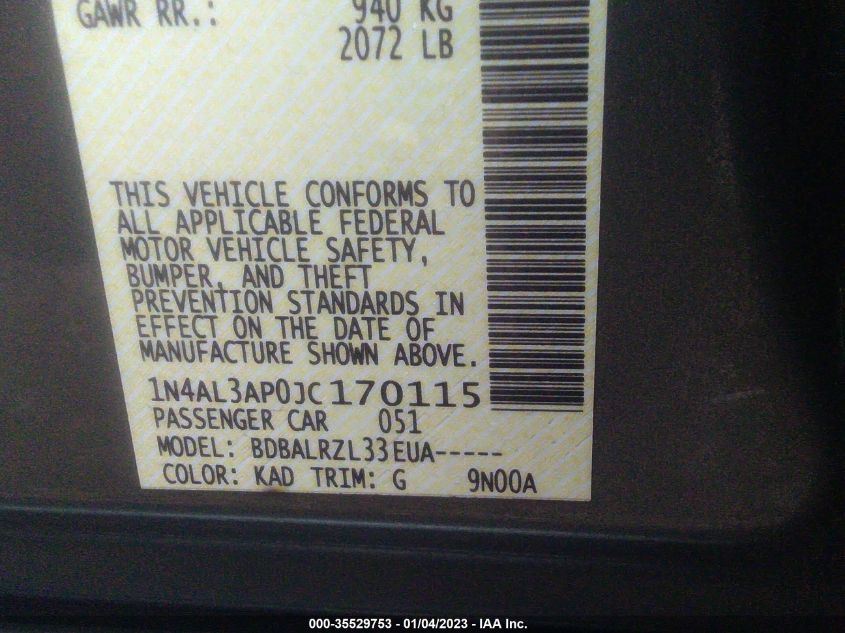 GAWR RR.: 940 KG
2072 LB
THIS VEHICLE CONFORMS TO
ALL APPLICABLE FEDERAL
MOTOR VEHICLE SAFETY,
BUMPER, AND THEFT
PREVENTION STANDARDS IN
EFFECT ON THE DATE OF
MANUFACTURE SHOWN ABOVE.
1N4AL3AP0JC170115
PASSENGER CAR 051
MODEL: BDBALRZL33EUA-----
COLOR: KAD TRIM: G 9N00A
000-35529753 - 01/04/2023 - IAA Inc.